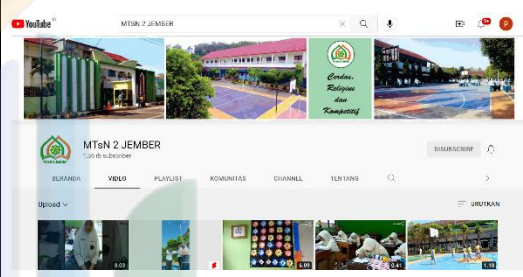 YouTube
MTSN 2 JEMBER
Cerdas,
Religius
dan
Kompetitif
MTsN 2 JEMBER
DISUBSCRIBE
BERANDA VIDEO PLAYLIST KOMUNITAS CHANNEL TENTANG
Upload
URUTKAN
9.03
6.09
0.41
1.18